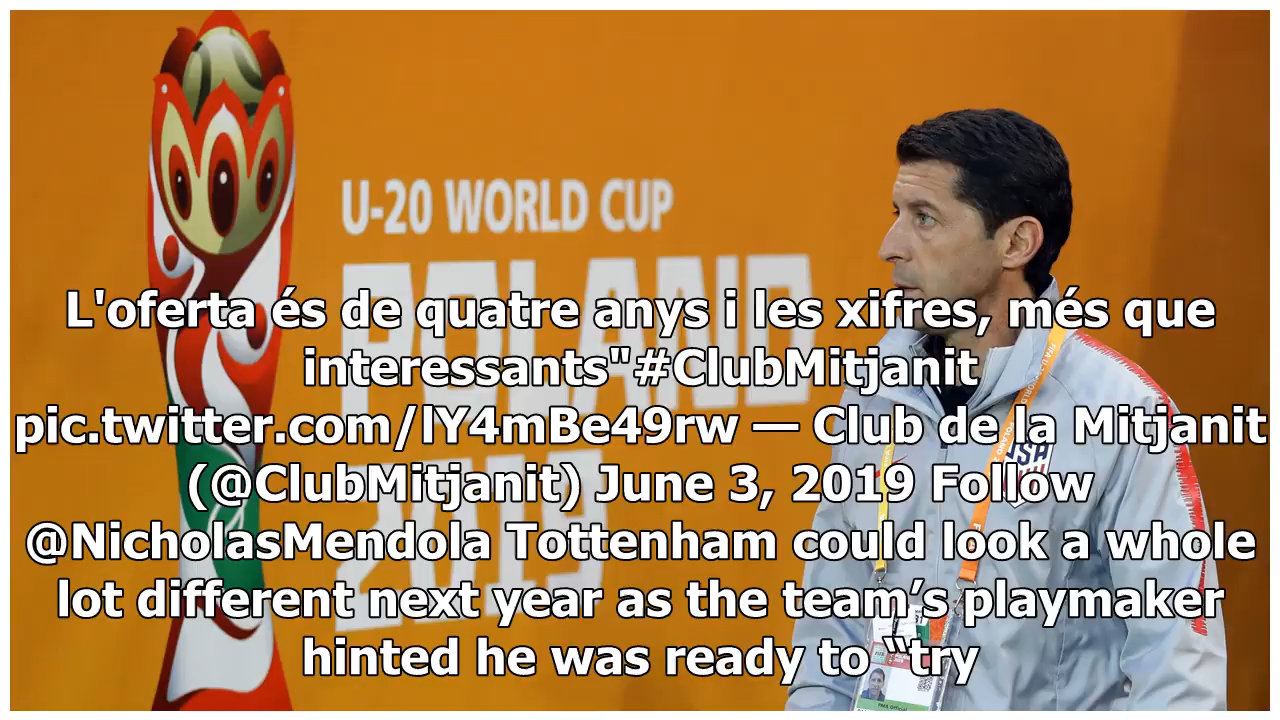 U-20 WORLD CUP
POLAND
2019
L'oferta és de quatre anys i les xifres, més que
interessants"#ClubMitjanit
pic.twitter.com/lY4mBe49rw — Club de la Mitjanit
(@ClubMitjanit) June 3, 2019 Follow
@NicholasMendola Tottenham could look a whole
lot different next year as the team’s playmaker
hinted he was ready to “try